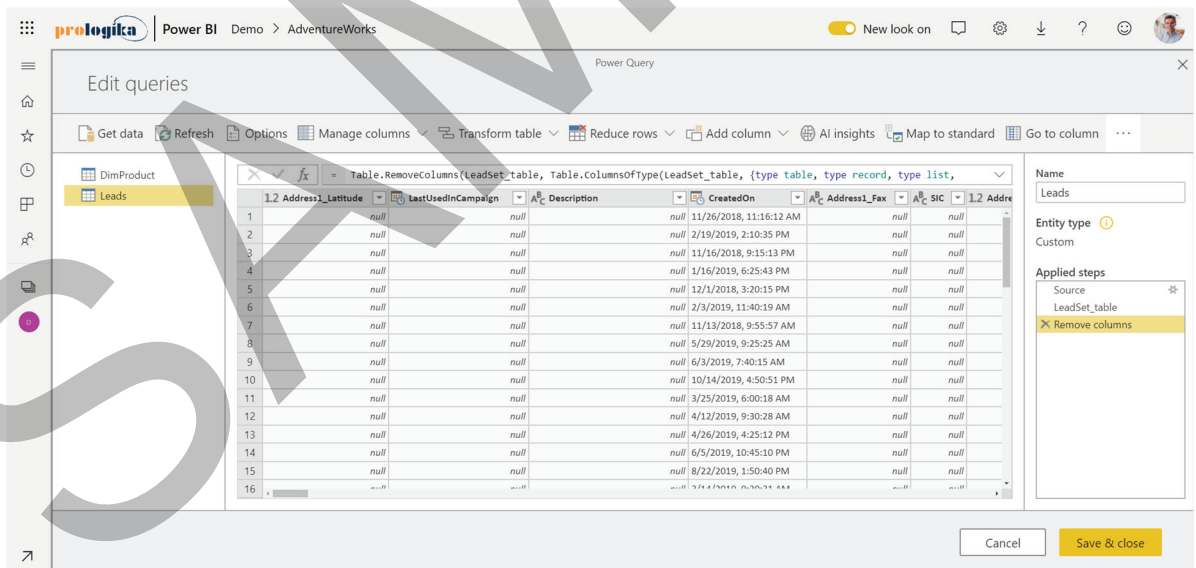 prologika Power BI Demo > AdventureWorks New look on
Power Query
Edit queries
Get data Refresh Options Manage columns Transform table Reduce rows Add column AI insights Map to standard Go to column ...
DimProduct
Leads
fx = Table.RemoveColumns(LeadSet_table, Table.ColumnsOfType(LeadSet_table, {type table, type record, type list,
1.2 Address1_Latitude LastUsedInCampaign ABC Description CreatedOn ABC Address1_Fax ABC SIC 1.2 Addre
1 null null null 11/26/2018, 11:16:12 AM null null
2 null null null 2/19/2019, 2:10:35 PM null null
3 null null null 11/16/2018, 9:15:13 PM null null
4 null null null 1/16/2019, 6:25:43 PM null null
5 null null null 12/1/2018, 3:20:15 PM null null
6 null null null 2/3/2019, 11:40:19 AM null null
7 null null null 11/13/2018, 9:55:57 AM null null
8 null null null 5/29/2019, 9:25:25 AM null null
9 null null null 6/3/2019, 7:40:15 AM null null
10 null null null 10/14/2019, 4:50:51 PM null null
11 null null null 3/25/2019, 6:00:18 AM null null
12 null null null 4/12/2019, 9:30:28 AM null null
13 null null null 4/26/2019, 4:25:12 PM null null
14 null null null 6/5/2019, 10:45:10 PM null null
15 null null null 8/22/2019, 1:50:40 PM null null
16
Name
Leads
Entity type
Custom
Applied steps
Source
LeadSet_table
Remove columns
Cancel Save & close